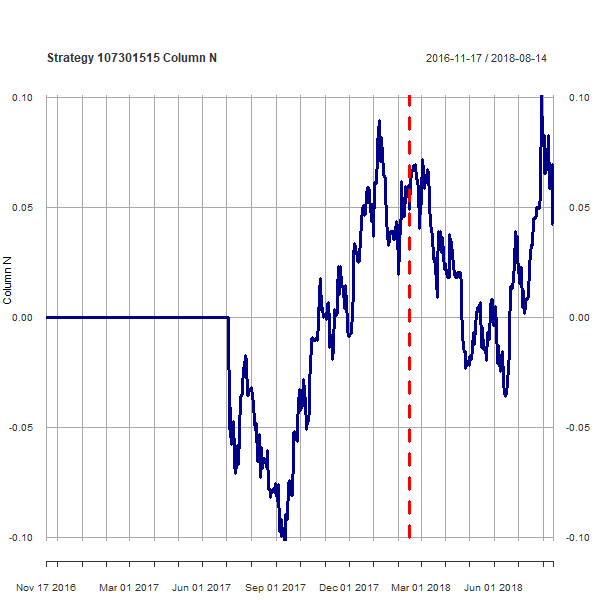 Strategy 107301515 Column N
2016-11-17 / 2018-08-14
0.10 0.10
0.05 0.05
Column N
0.00 0.00
-0.05 -0.05
-0.10 -0.10
Nov 17 2016 Mar 01 2017 Jun 01 2017 Sep 01 2017 Dec 01 2017 Mar 01 2018 Jun 01 2018